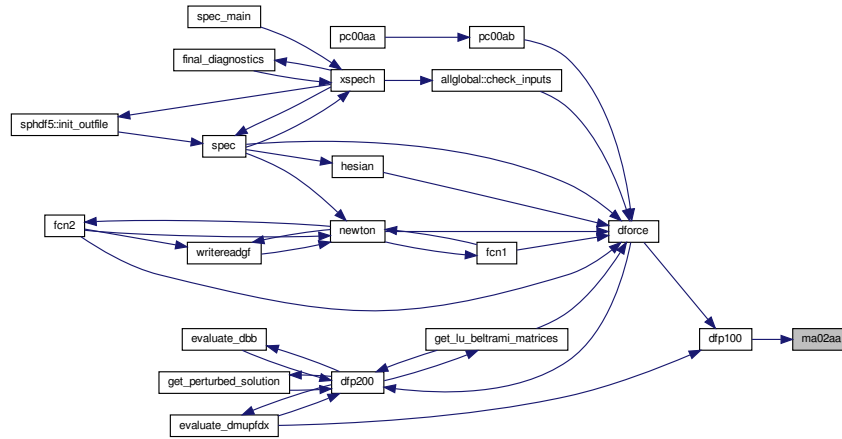 spec_main
pc00aa
pc00ab
final_diagnostics
xspech
allglobal::check_inputs
sphdf5::init_outfile
spec
hesian
fcn2
newton
dforce
writereadgf
fcn1
evaluate_dbb
get_lu_beltrami_matrices
dfp100
ma02aa
get_perturbed_solution
dfp200
evaluate_dmupfdx